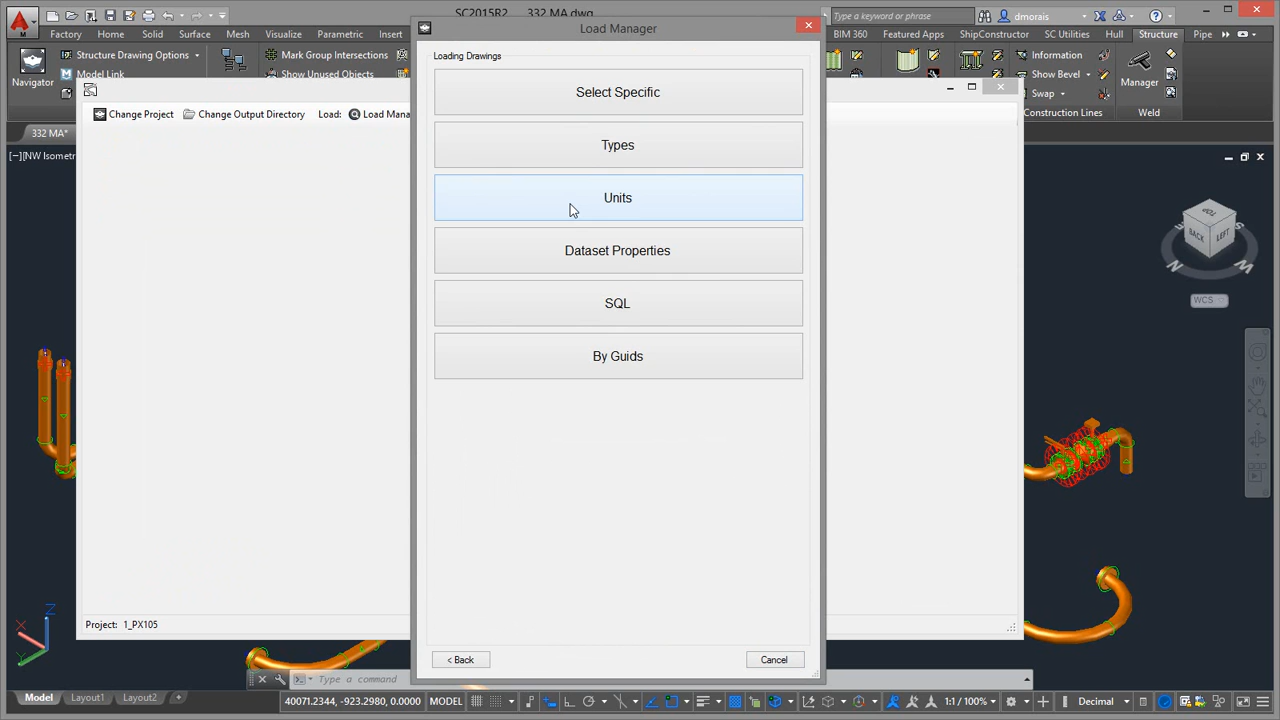 SC2015R2
332 MA.dwg
Type a keyword or phrase
dmorais
Factory
Home
Solid
Surface
Mesh
Visualize
Parametric
Insert
BIM 360
Featured Apps
ShipConstructor
SC Utilities
Hull
Structure
Pipe
M
Navigator
Structure Drawing Options
Model Link
Mark Group Intersections
Show Unused Objects
Information
Show Bevel
Swap
Construction Lines
Manager
Weld
Load Manager
Loading Drawings
Select Specific
Types
Units
Dataset Properties
SQL
By Guids
< Back
Cancel
Change Project
Change Output Directory
Load:
Load Mana
332 MA*
[−][NW Isometr
TOP
BACK
LEFT
WCS
Project: 1_PX105
X
Y
Z
Type a command
Model
Layout1
Layout2
+
40071.2344, -923.2980, 0.0000
MODEL
1:1 / 100%
Decimal